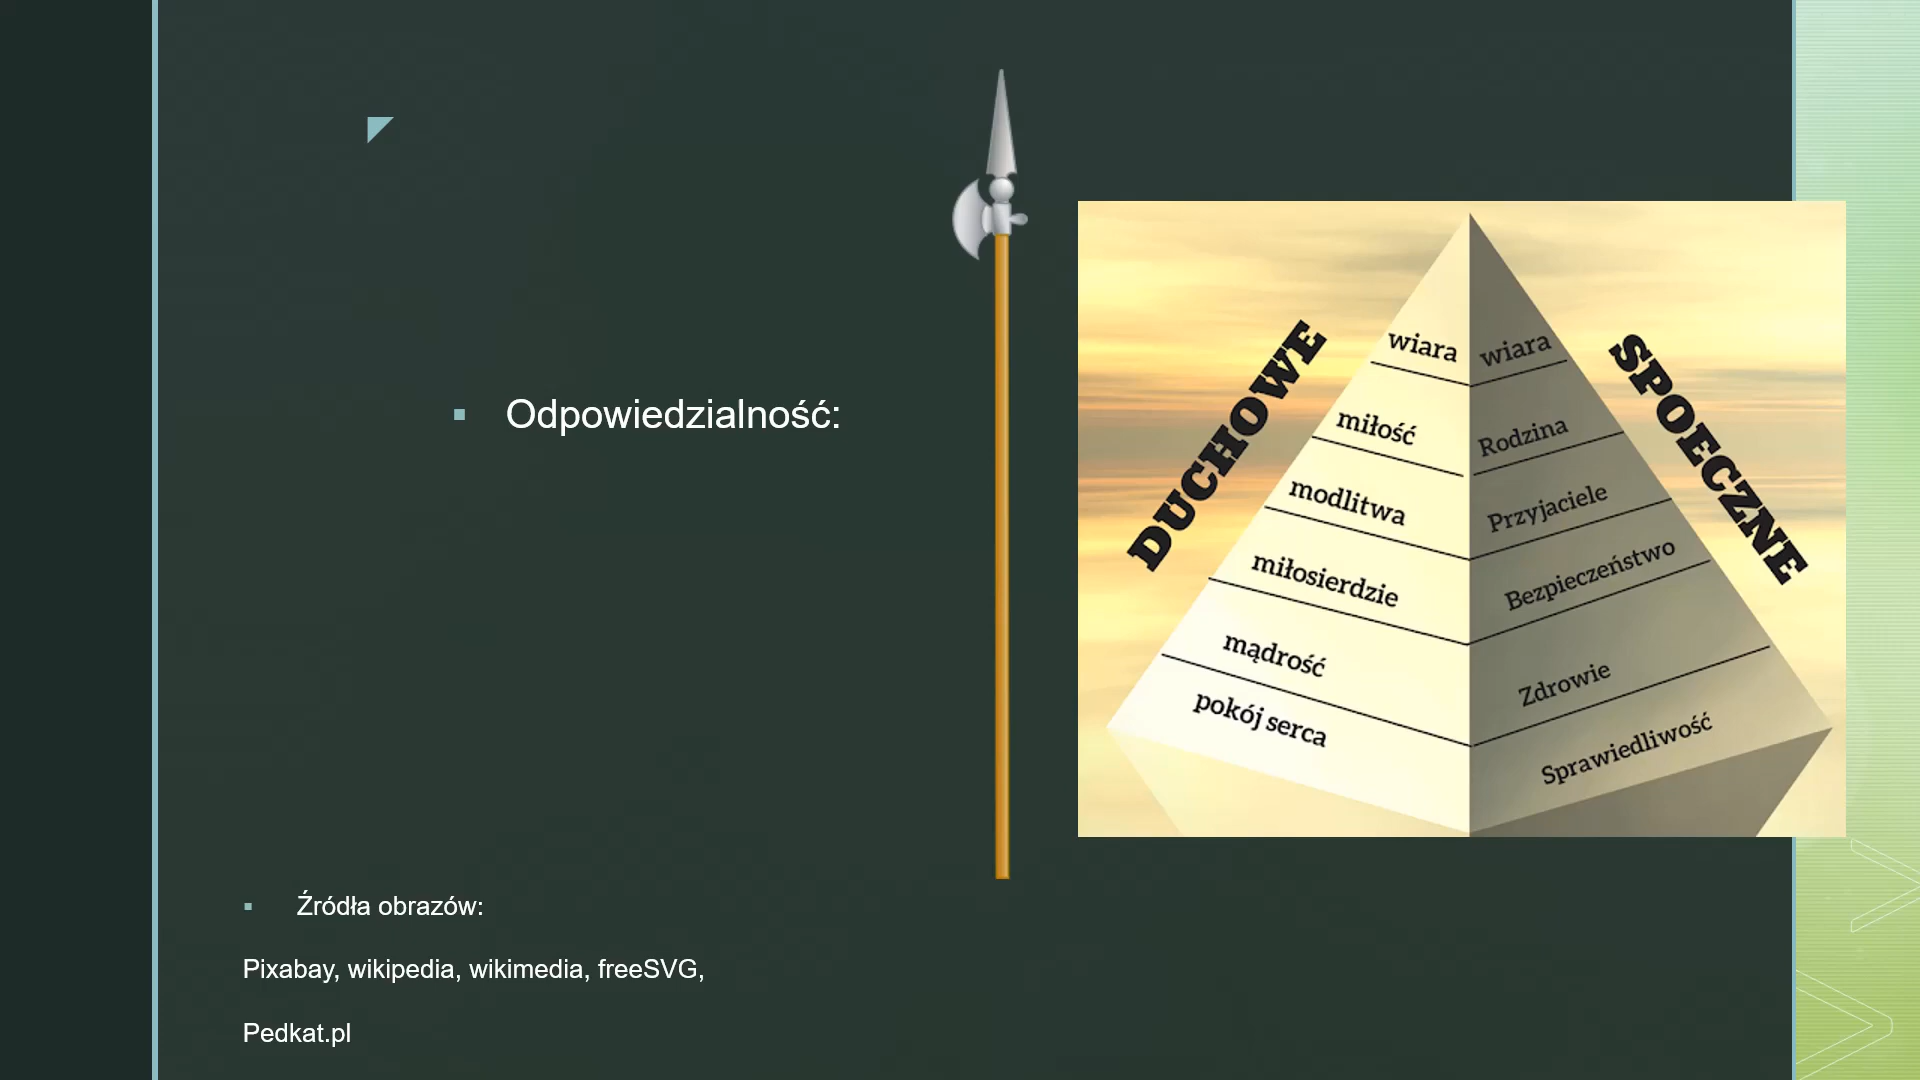 Odpowiedzialność:
DUCHOWE
wiara
miłość
modlitwa
miłosierdzie
mądrość
pokój serca
SPOECZNE
wiara
Rodzina
Przyjaciele
Bezpieczeństwo
Zdrowie
Sprawiedliwość
Źródła obrazów:
Pixabay, wikipedia, wikimedia, freeSVG,
Pedkat.pl